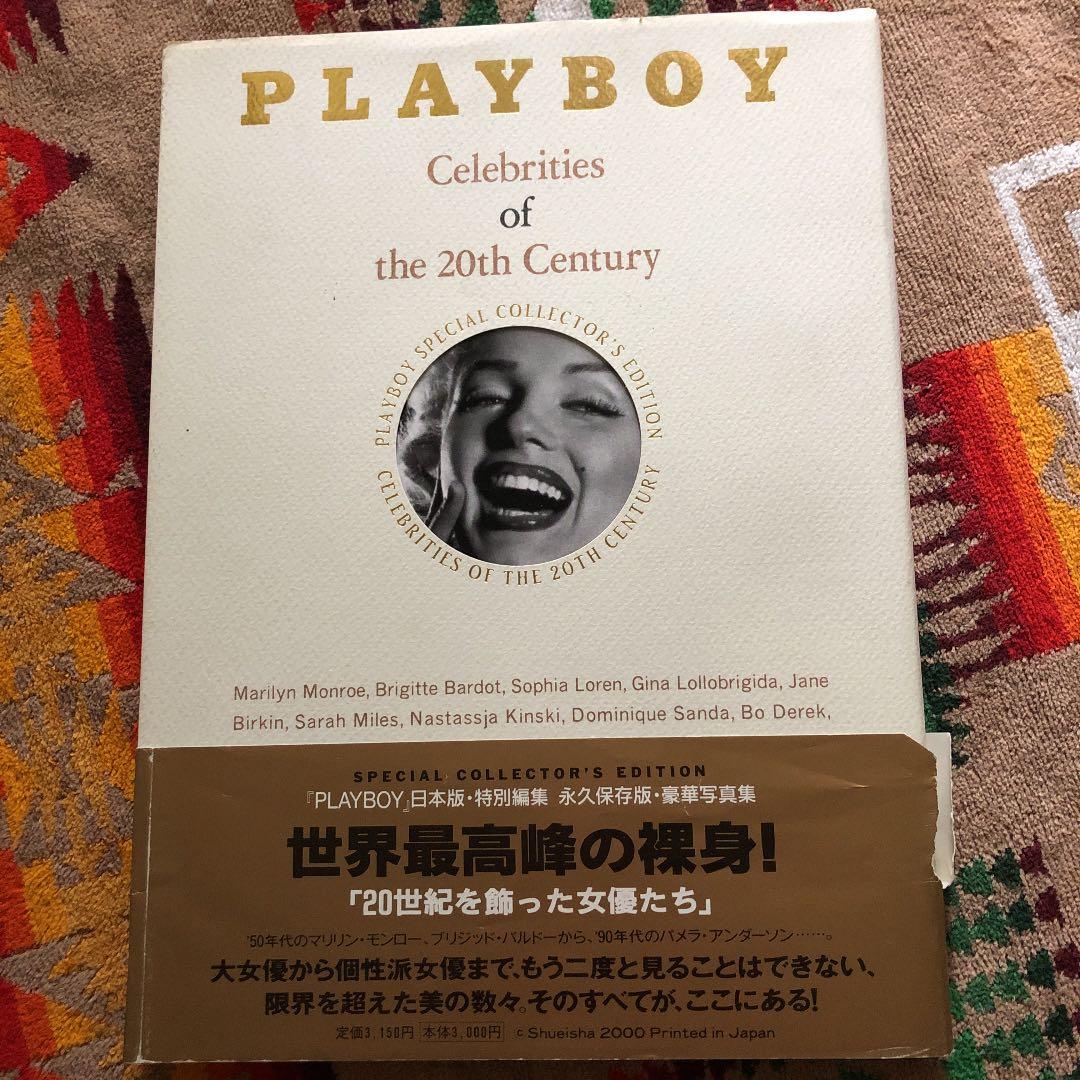 PLAYBOY
Celebrities
of
the 20th Century
PLAYBOY SPECIAL COLLECTOR'S EDITION
CELEBRITIES OF THE 20TH CENTURY
Marilyn Monroe, Brigitte Bardot, Sophia Loren, Gina Lollobrigida, Jane
Birkin, Sarah Miles, Nastassja Kinski, Dominique Sanda, Bo Derek,
SPECIAL COLLECTOR'S EDITION
『PLAYBOY』日本版・特別編集 永久保存版・豪華写真集
世界最高峰の裸身!
「20世紀を飾った女優たち」
'50年代のマリリン・モンロー、ブリジッド・バルドーから、'90年代のパメラ・アンダーソン……。
大女優から個性派女優まで、もう二度と見ることはできない、
限界を超えた美の数々。そのすべてが、ここにある!
定価3,150円 本体3,000円 © Shueisha 2000 Printed in Japan